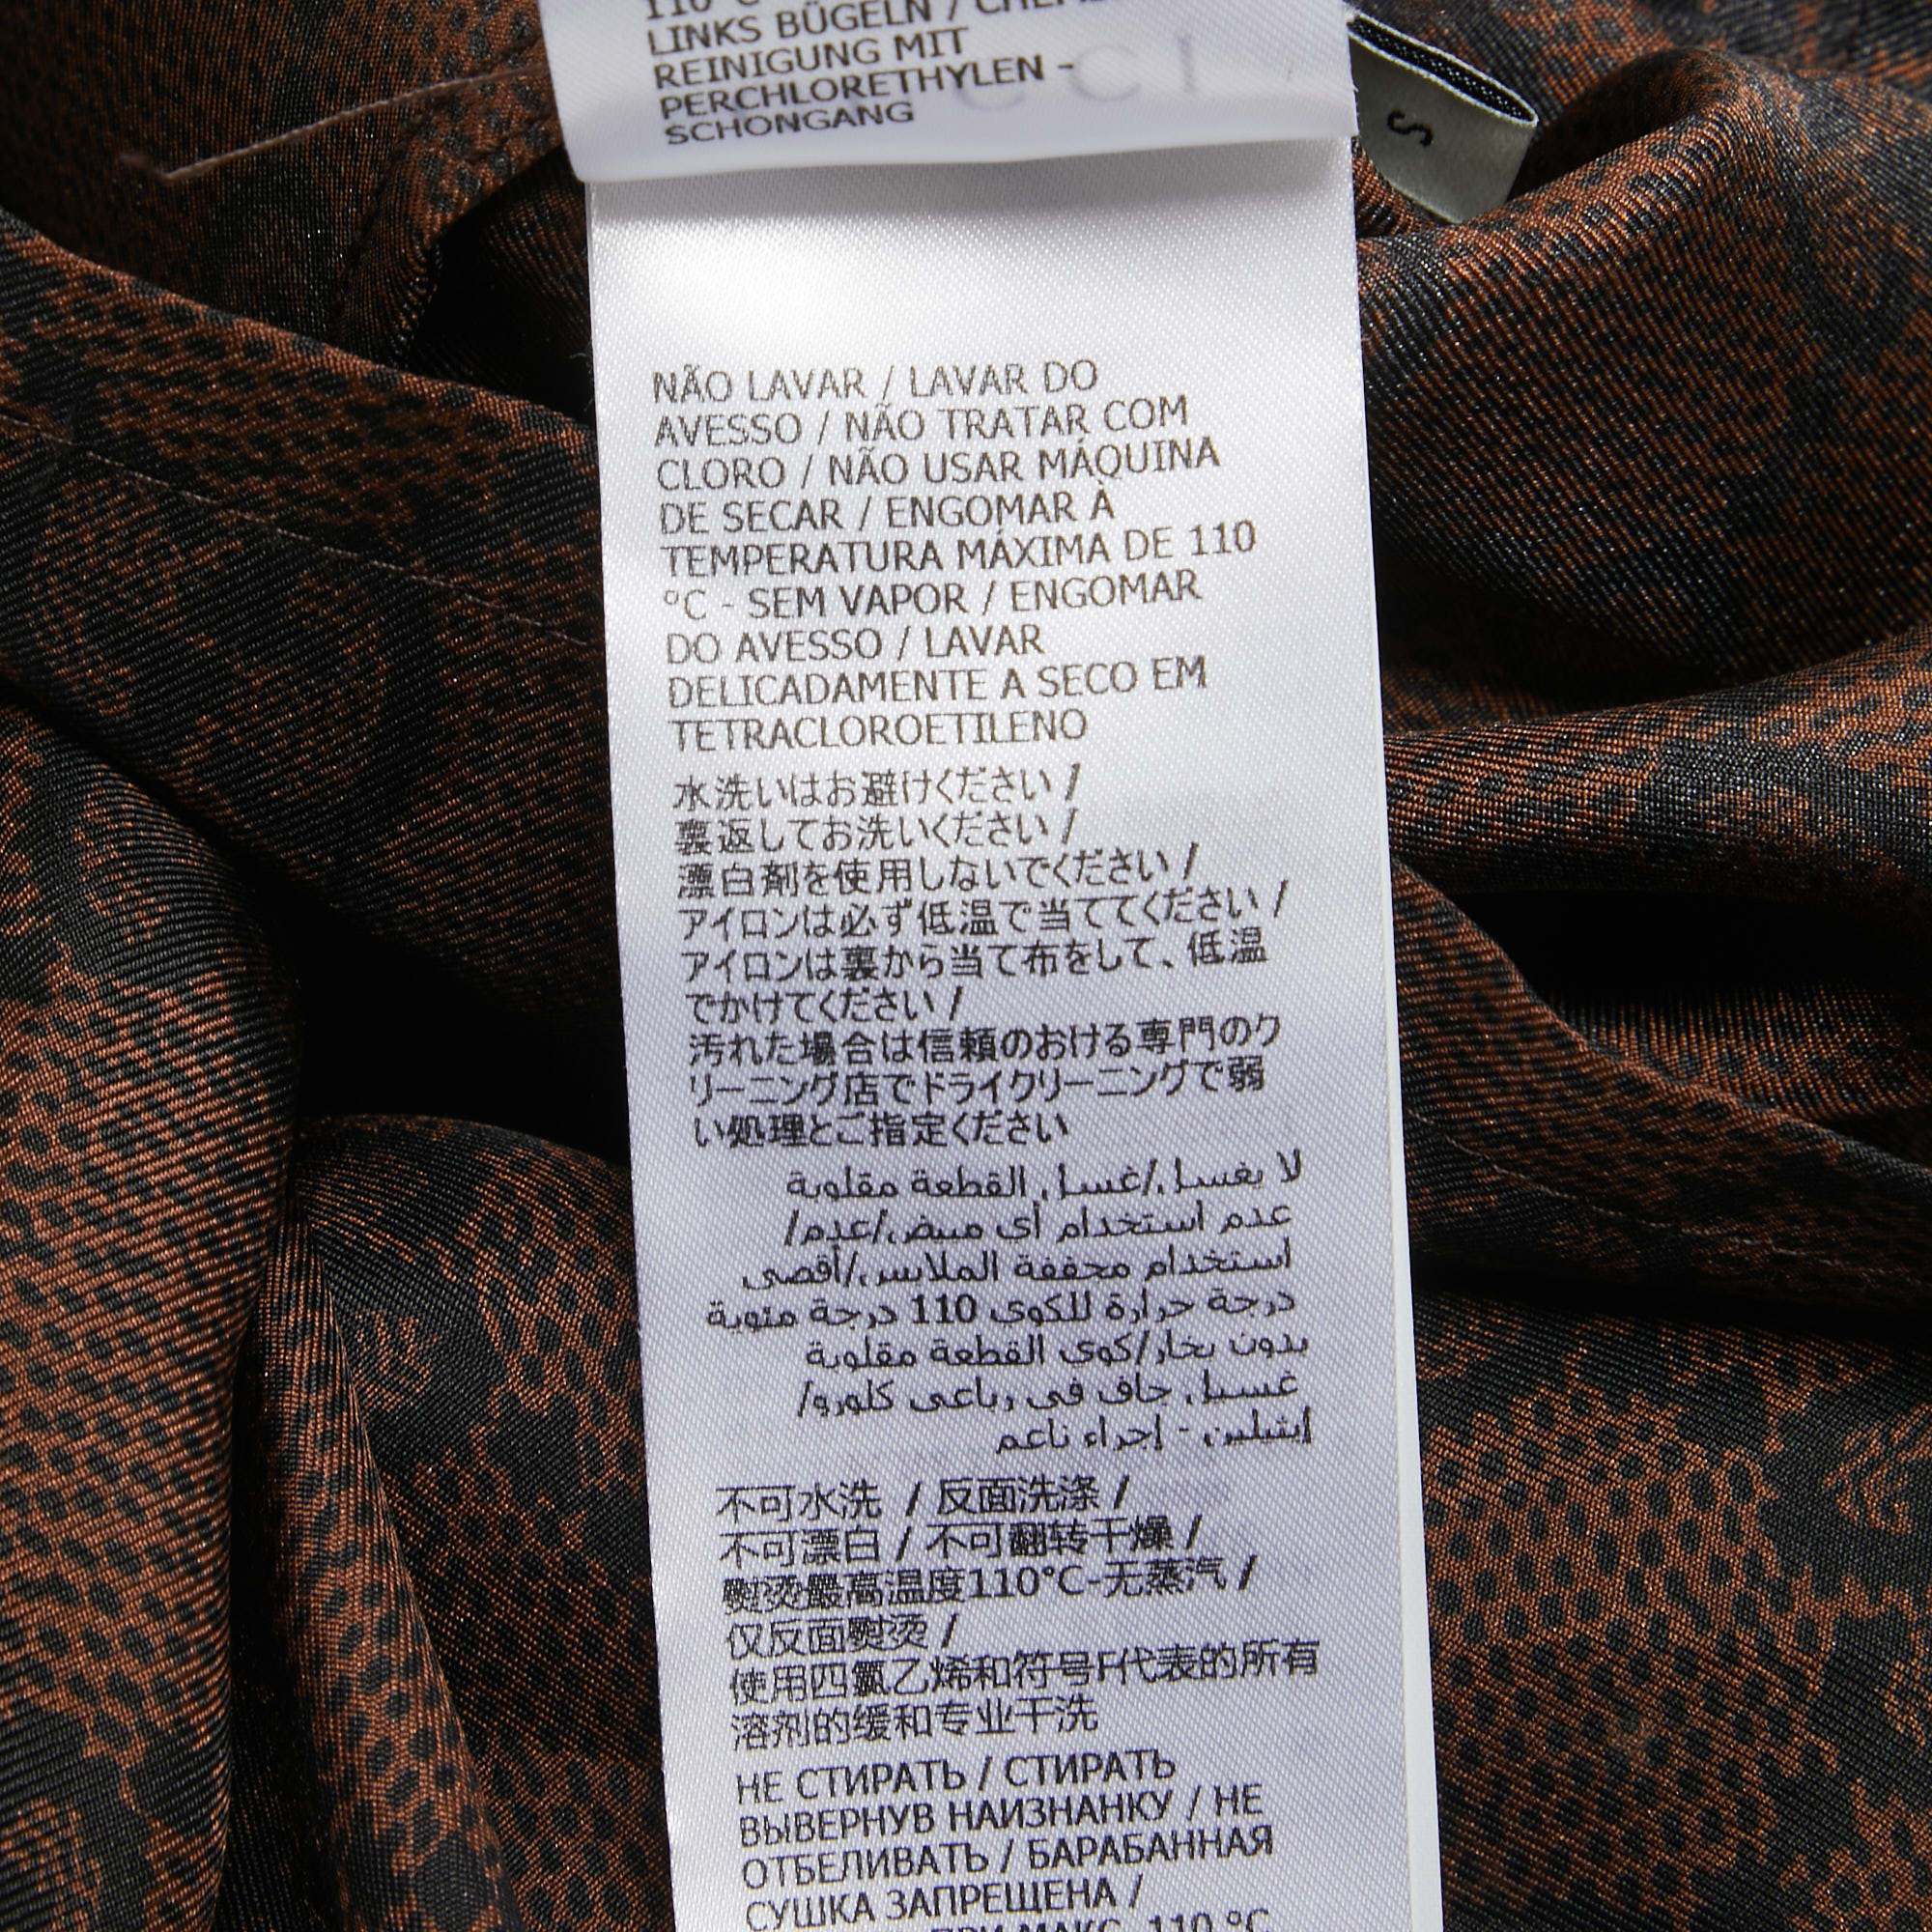 110°C
LINKS BÜGELN /
REINIGUNG MIT
PERCHLORETHYLEN -
SCHONGANG
S
NÃO LAVAR / LAVAR DO
AVESSO / NÃO TRATAR COM
CLORO / NÃO USAR MÁQUINA
DE SECAR / ENGOMAR À
TEMPERATURA MÁXIMA DE 110
°C - SEM VAPOR / ENGOMAR
DO AVESSO / LAVAR
DELICADAMENTE A SECO EM
TETRACLOROETILENO
水洗いはお避けください /
裏返してお洗いください /
漂白剤を使用しないでください /
アイロンは必ず低温で当ててください /
アイロンは裏から当て布をして、低温
でかけてください /
汚れた場合は信頼のおける専門のク
リーニング店でドライクリーニングで弱
い処理とご指定ください
لا يغسل./غسل القطعة مقلوبة
عدم استخدام أى مبيض./عدم/
استخدام مجففة الملابس./أقصى
درجة حرارة للكوى 110 درجة مئوية
بدون بخار/كوى القطعة مقلوبة
غسيل جاف فى رباعى كلورو/
إيثيلين - إجراء ناعم
不可水洗 / 反面洗涤 /
不可漂白 / 不可翻转干燥 /
熨烫最高温度110°C-无蒸汽 /
仅反面熨烫 /
使用四氯乙烯和符号F代表的所有
溶剂的缓和专业干洗
НЕ СТИРАТЬ / СТИРАТЬ
ВЫВЕРНУВ НАИЗНАНКУ / НЕ
ОТБЕЛИВАТЬ / БАРАБАННАЯ
СУШКА ЗАПРЕЩЕНА /
ПРИ МАКС. 110 °C